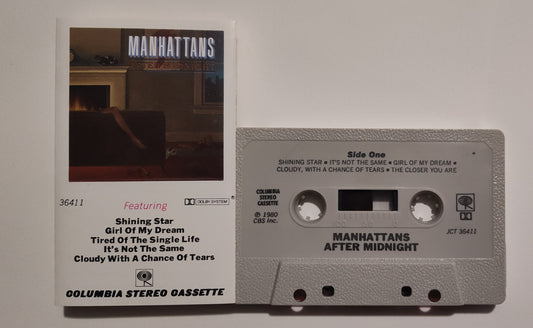 MANHATTANS
AFTER MIDNIGHT
Featuring
36411
DOLBY SYSTEM
Shining Star
Girl Of My Dream
Tired Of The Single Life
It's Not The Same
Cloudy With A Chance Of Tears
COLUMBIA STEREO CASSETTE
Side One
SHINING STAR • IT'S NOT THE SAME • GIRL OF MY DREAM •
CLOUDY, WITH A CHANCE OF TEARS • THE CLOSER YOU ARE
COLUMBIA
STEREO
CASSETTE
℗ 1980
CBS Inc.
JCT 36411
MANHATTANS
AFTER MIDNIGHT